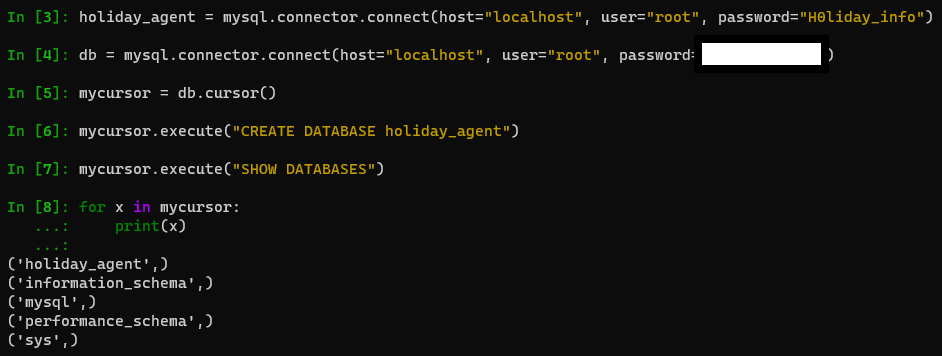 In [3]: holiday_agent = mysql.connector.connect(host="localhost", user="root", password="H0liday_info")
In [4]: db = mysql.connector.connect(host="localhost", user="root", password= )
In [5]: mycursor = db.cursor()
In [6]: mycursor.execute("CREATE DATABASE holiday_agent")
In [7]: mycursor.execute("SHOW DATABASES")
In [8]: for x in mycursor:
   ...:     print(x)
   ...:
('holiday_agent',)
('information_schema',)
('mysql',)
('performance_schema',)
('sys',)